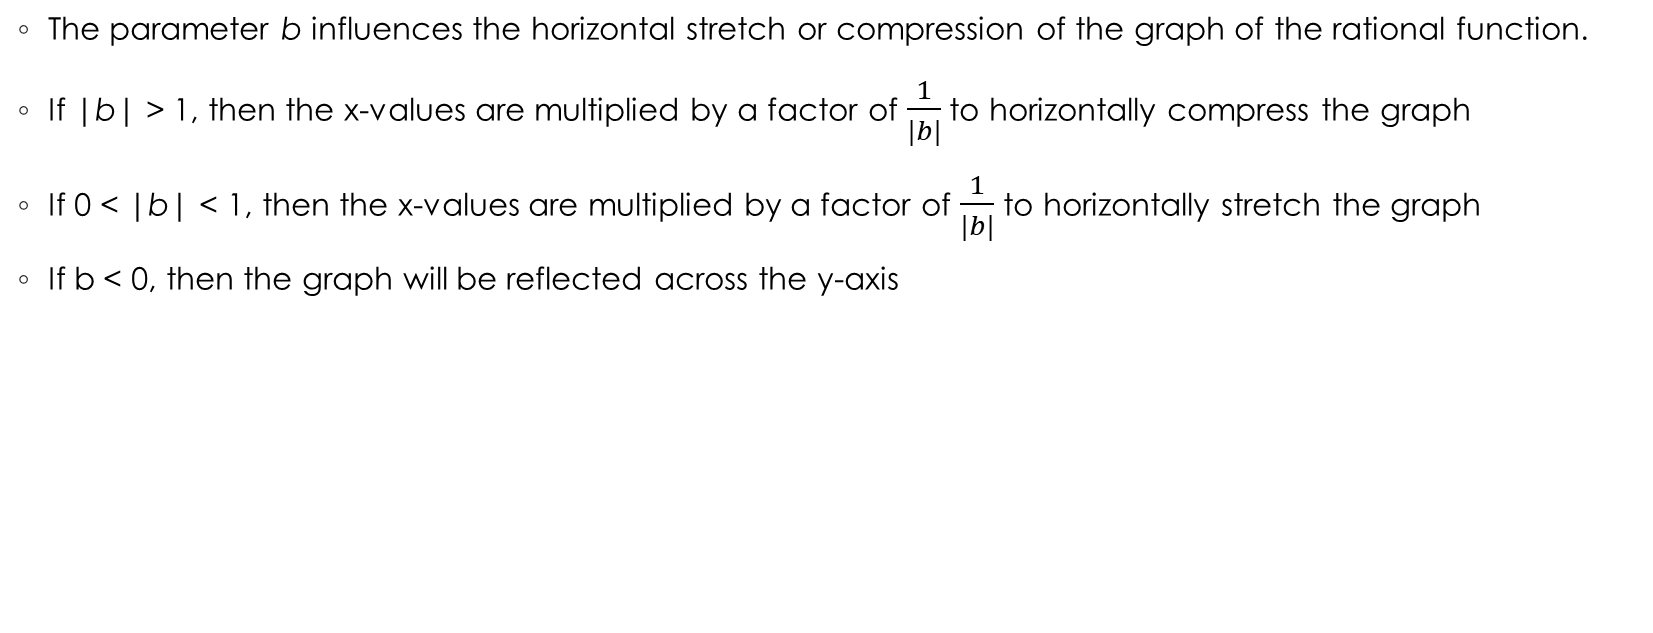 ◦ The parameter b influences the horizontal stretch or compression of the graph of the rational function.
◦ If |b| > 1, then the x-values are multiplied by a factor of 1/|b| to horizontally compress the graph
◦ If 0 < |b| < 1, then the x-values are multiplied by a factor of 1/|b| to horizontally stretch the graph
◦ If b < 0, then the graph will be reflected across the y-axis